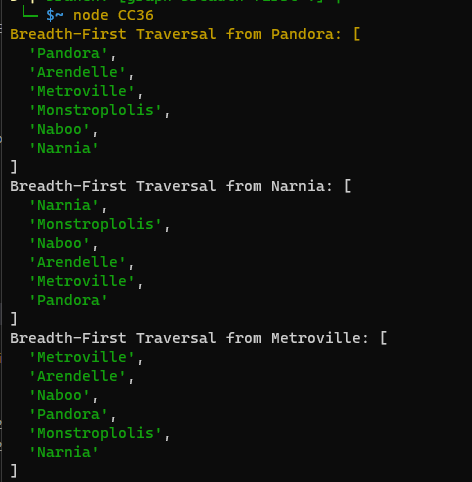 └─ $~ node CC36
Breadth-First Traversal from Pandora: [
  'Pandora',
  'Arendelle',
  'Metroville',
  'Monstroplolis',
  'Naboo',
  'Narnia'
]
Breadth-First Traversal from Narnia: [
  'Narnia',
  'Monstroplolis',
  'Naboo',
  'Arendelle',
  'Metroville',
  'Pandora'
]
Breadth-First Traversal from Metroville: [
  'Metroville',
  'Arendelle',
  'Naboo',
  'Pandora',
  'Monstroplolis',
  'Narnia'
]